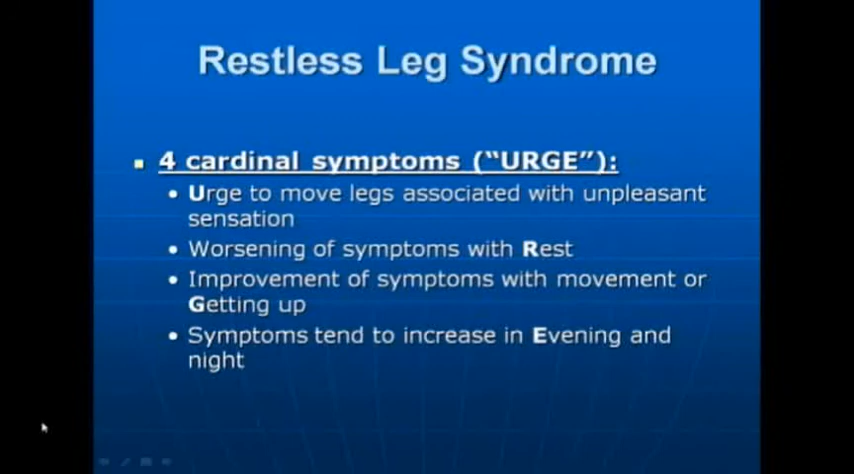 Restless Leg Syndrome
4 cardinal symptoms (“URGE”):
Urge to move legs associated with unpleasant
sensation
Worsening of symptoms with Rest
Improvement of symptoms with movement or
Getting up
Symptoms tend to increase in Evening and
night